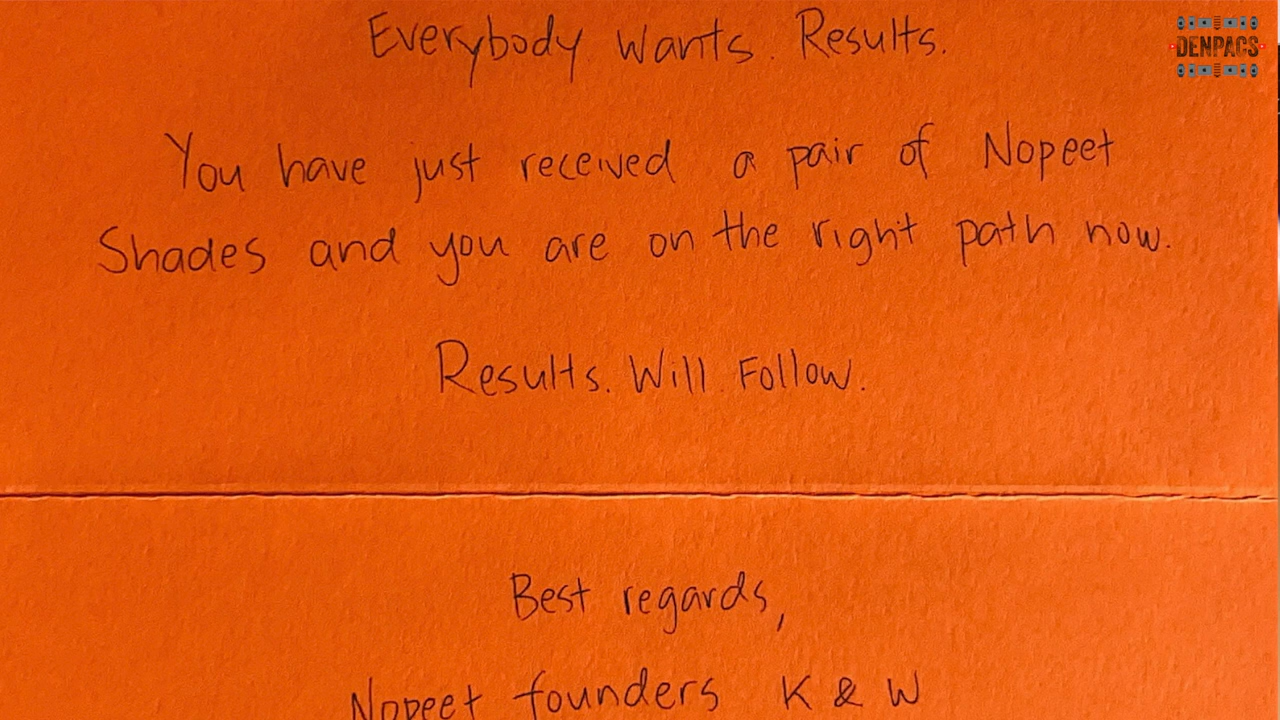 Everybody Wants. Results.
DENPACS
You have just received a pair of Nopeet
Shades and you are on the right path now.
Results. Will. Follow.
Best regards,
Nopeet founders K & W